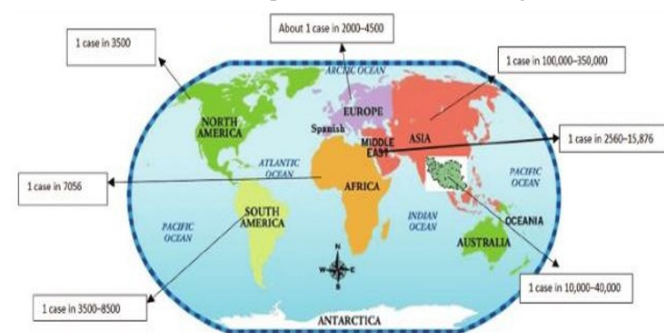 About 1 case in 2000–4500
1 case in 3500
1 case in 100,000–350,000
ARCTIC OCEAN
EUROPE
NORTH
AMERICA
Spanish
ASIA
MIDDLE
EAST
1 case in 2560–15,876
ATLANTIC
OCEAN
PACIFIC
OCEAN
1 case in 7056
AFRICA
SOUTH
AMERICA
INDIAN
OCEAN
OCEANIA
PACIFIC
OCEAN
AUSTRALIA
N
W
E
S
1 case in 10,000–40,000
1 case in 3500–8500
ANTARCTICA